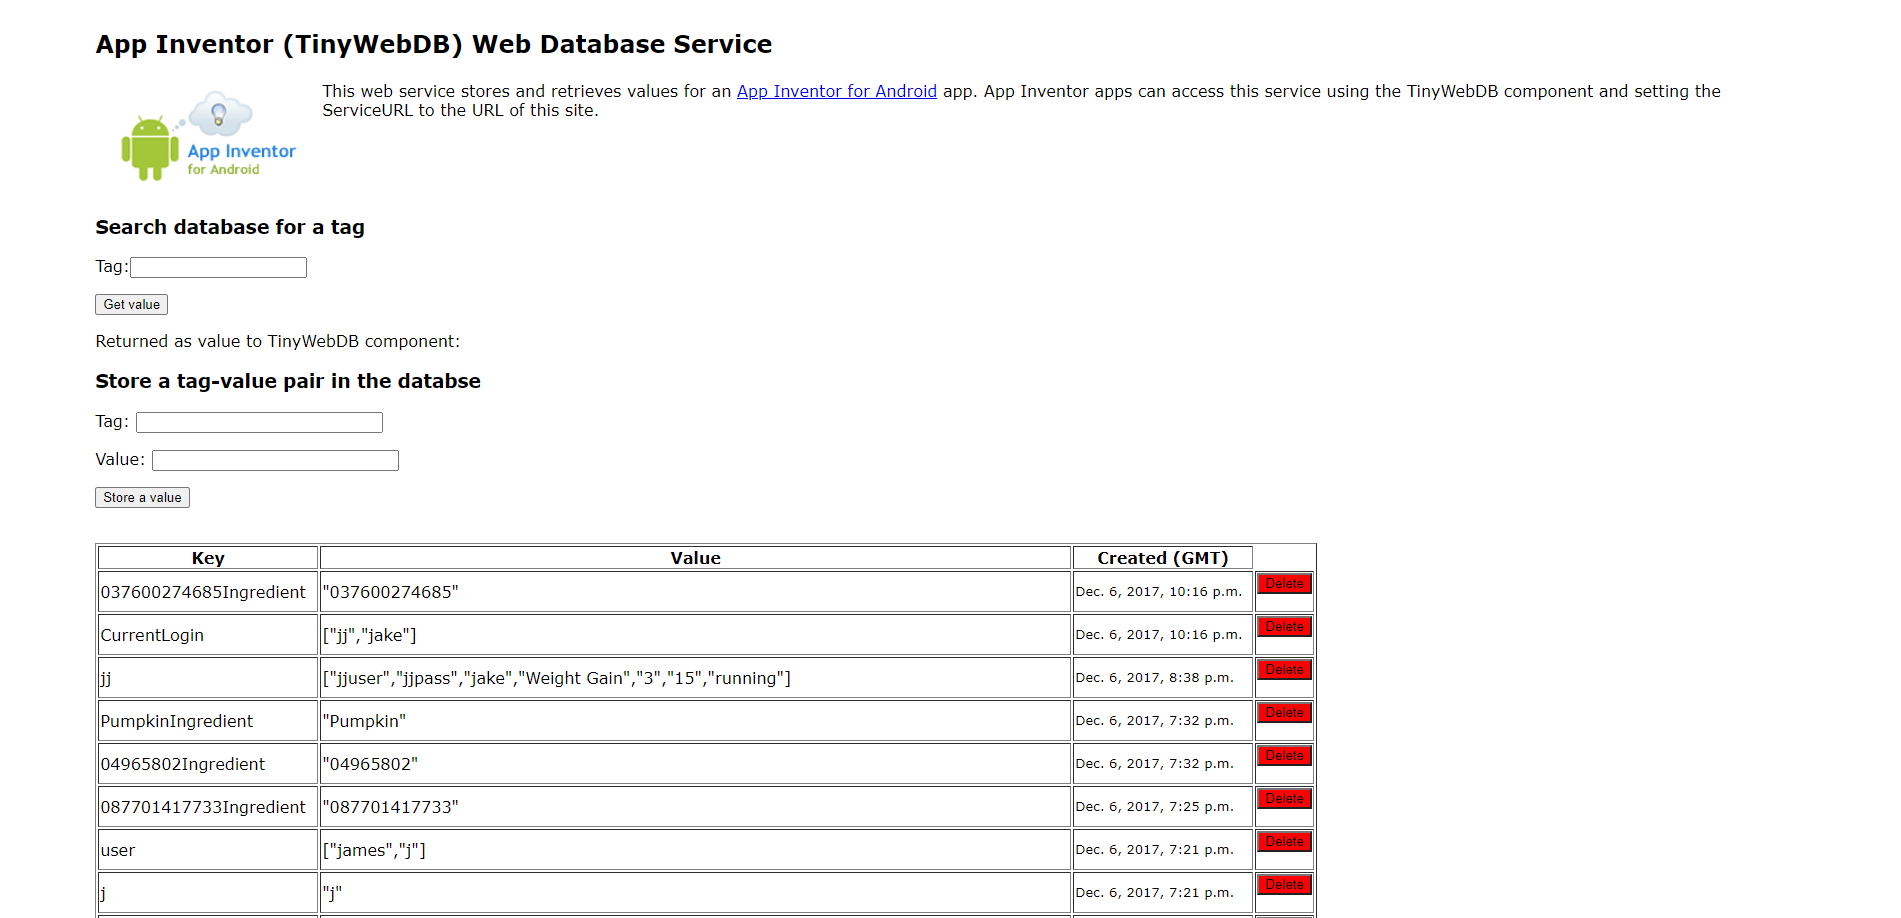 App Inventor (TinyWebDB) Web Database Service
This web service stores and retrieves values for an App Inventor for Android app. App Inventor apps can access this service using the TinyWebDB component and setting the
ServiceURL to the URL of this site.
App Inventor
for Android
Search database for a tag
Tag:
Get value
Returned as value to TinyWebDB component:
Store a tag-value pair in the databse
Tag:
Value:
Store a value
Key Value Created (GMT)
037600274685Ingredient "037600274685" Dec. 6, 2017, 10:16 p.m. Delete
CurrentLogin ["jj","jake"] Dec. 6, 2017, 10:16 p.m. Delete
jj ["jjuser","jjpass","jake","Weight Gain","3","15","running"] Dec. 6, 2017, 8:38 p.m. Delete
PumpkinIngredient "Pumpkin" Dec. 6, 2017, 7:32 p.m. Delete
04965802Ingredient "04965802" Dec. 6, 2017, 7:32 p.m. Delete
087701417733Ingredient "087701417733" Dec. 6, 2017, 7:25 p.m. Delete
user ["james","j"] Dec. 6, 2017, 7:21 p.m. Delete
j "j" Dec. 6, 2017, 7:21 p.m. Delete